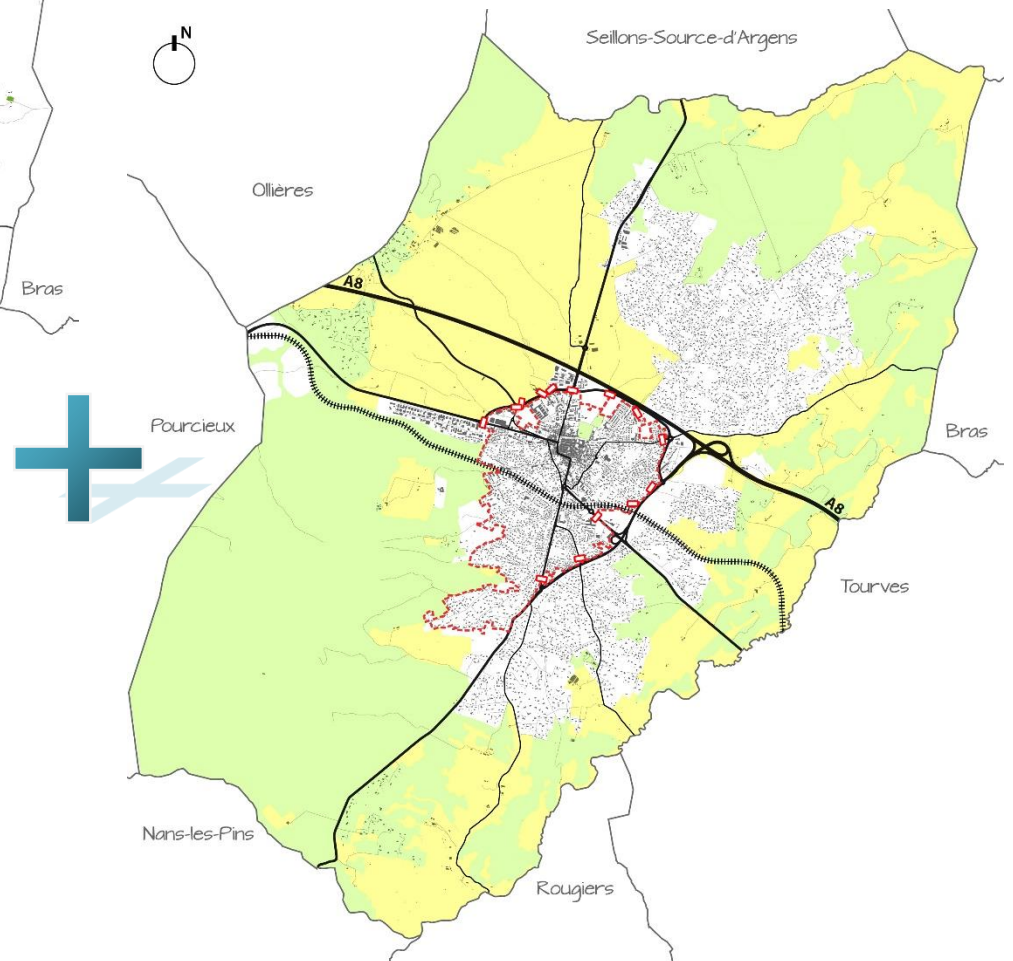 N
Seillons-Source-d'Argens
Ollières
Bras
A8
Pourcieux
Bras
A8
Tourves
Nans-les-Pins
Rougiers